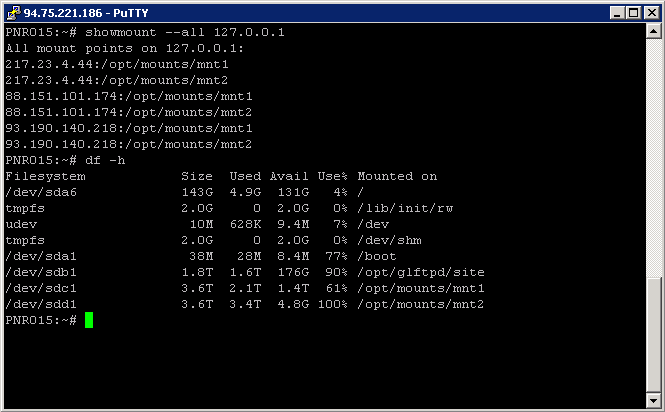 94.75.221.186 - PuTTY
PNR015:~# showmount --all 127.0.0.1
All mount points on 127.0.0.1:
217.23.4.44:/opt/mounts/mnt1
217.23.4.44:/opt/mounts/mnt2
88.151.101.174:/opt/mounts/mnt1
88.151.101.174:/opt/mounts/mnt2
93.190.140.218:/opt/mounts/mnt1
93.190.140.218:/opt/mounts/mnt2
PNR015:~# df -h
Filesystem            Size  Used Avail Use% Mounted on
/dev/sda6             143G  4.9G  131G   4% /
tmpfs                 2.0G     0  2.0G   0% /lib/init/rw
udev                   10M  628K  9.4M   7% /dev
tmpfs                 2.0G     0  2.0G   0% /dev/shm
/dev/sda1              38M   28M  8.4M  77% /boot
/dev/sdb1             1.8T  1.6T  176G  90% /opt/glftpd/site
/dev/sdc1             3.6T  2.1T  1.4T  61% /opt/mounts/mnt1
/dev/sdd1             3.6T  3.4T  4.8G 100% /opt/mounts/mnt2
PNR015:~#